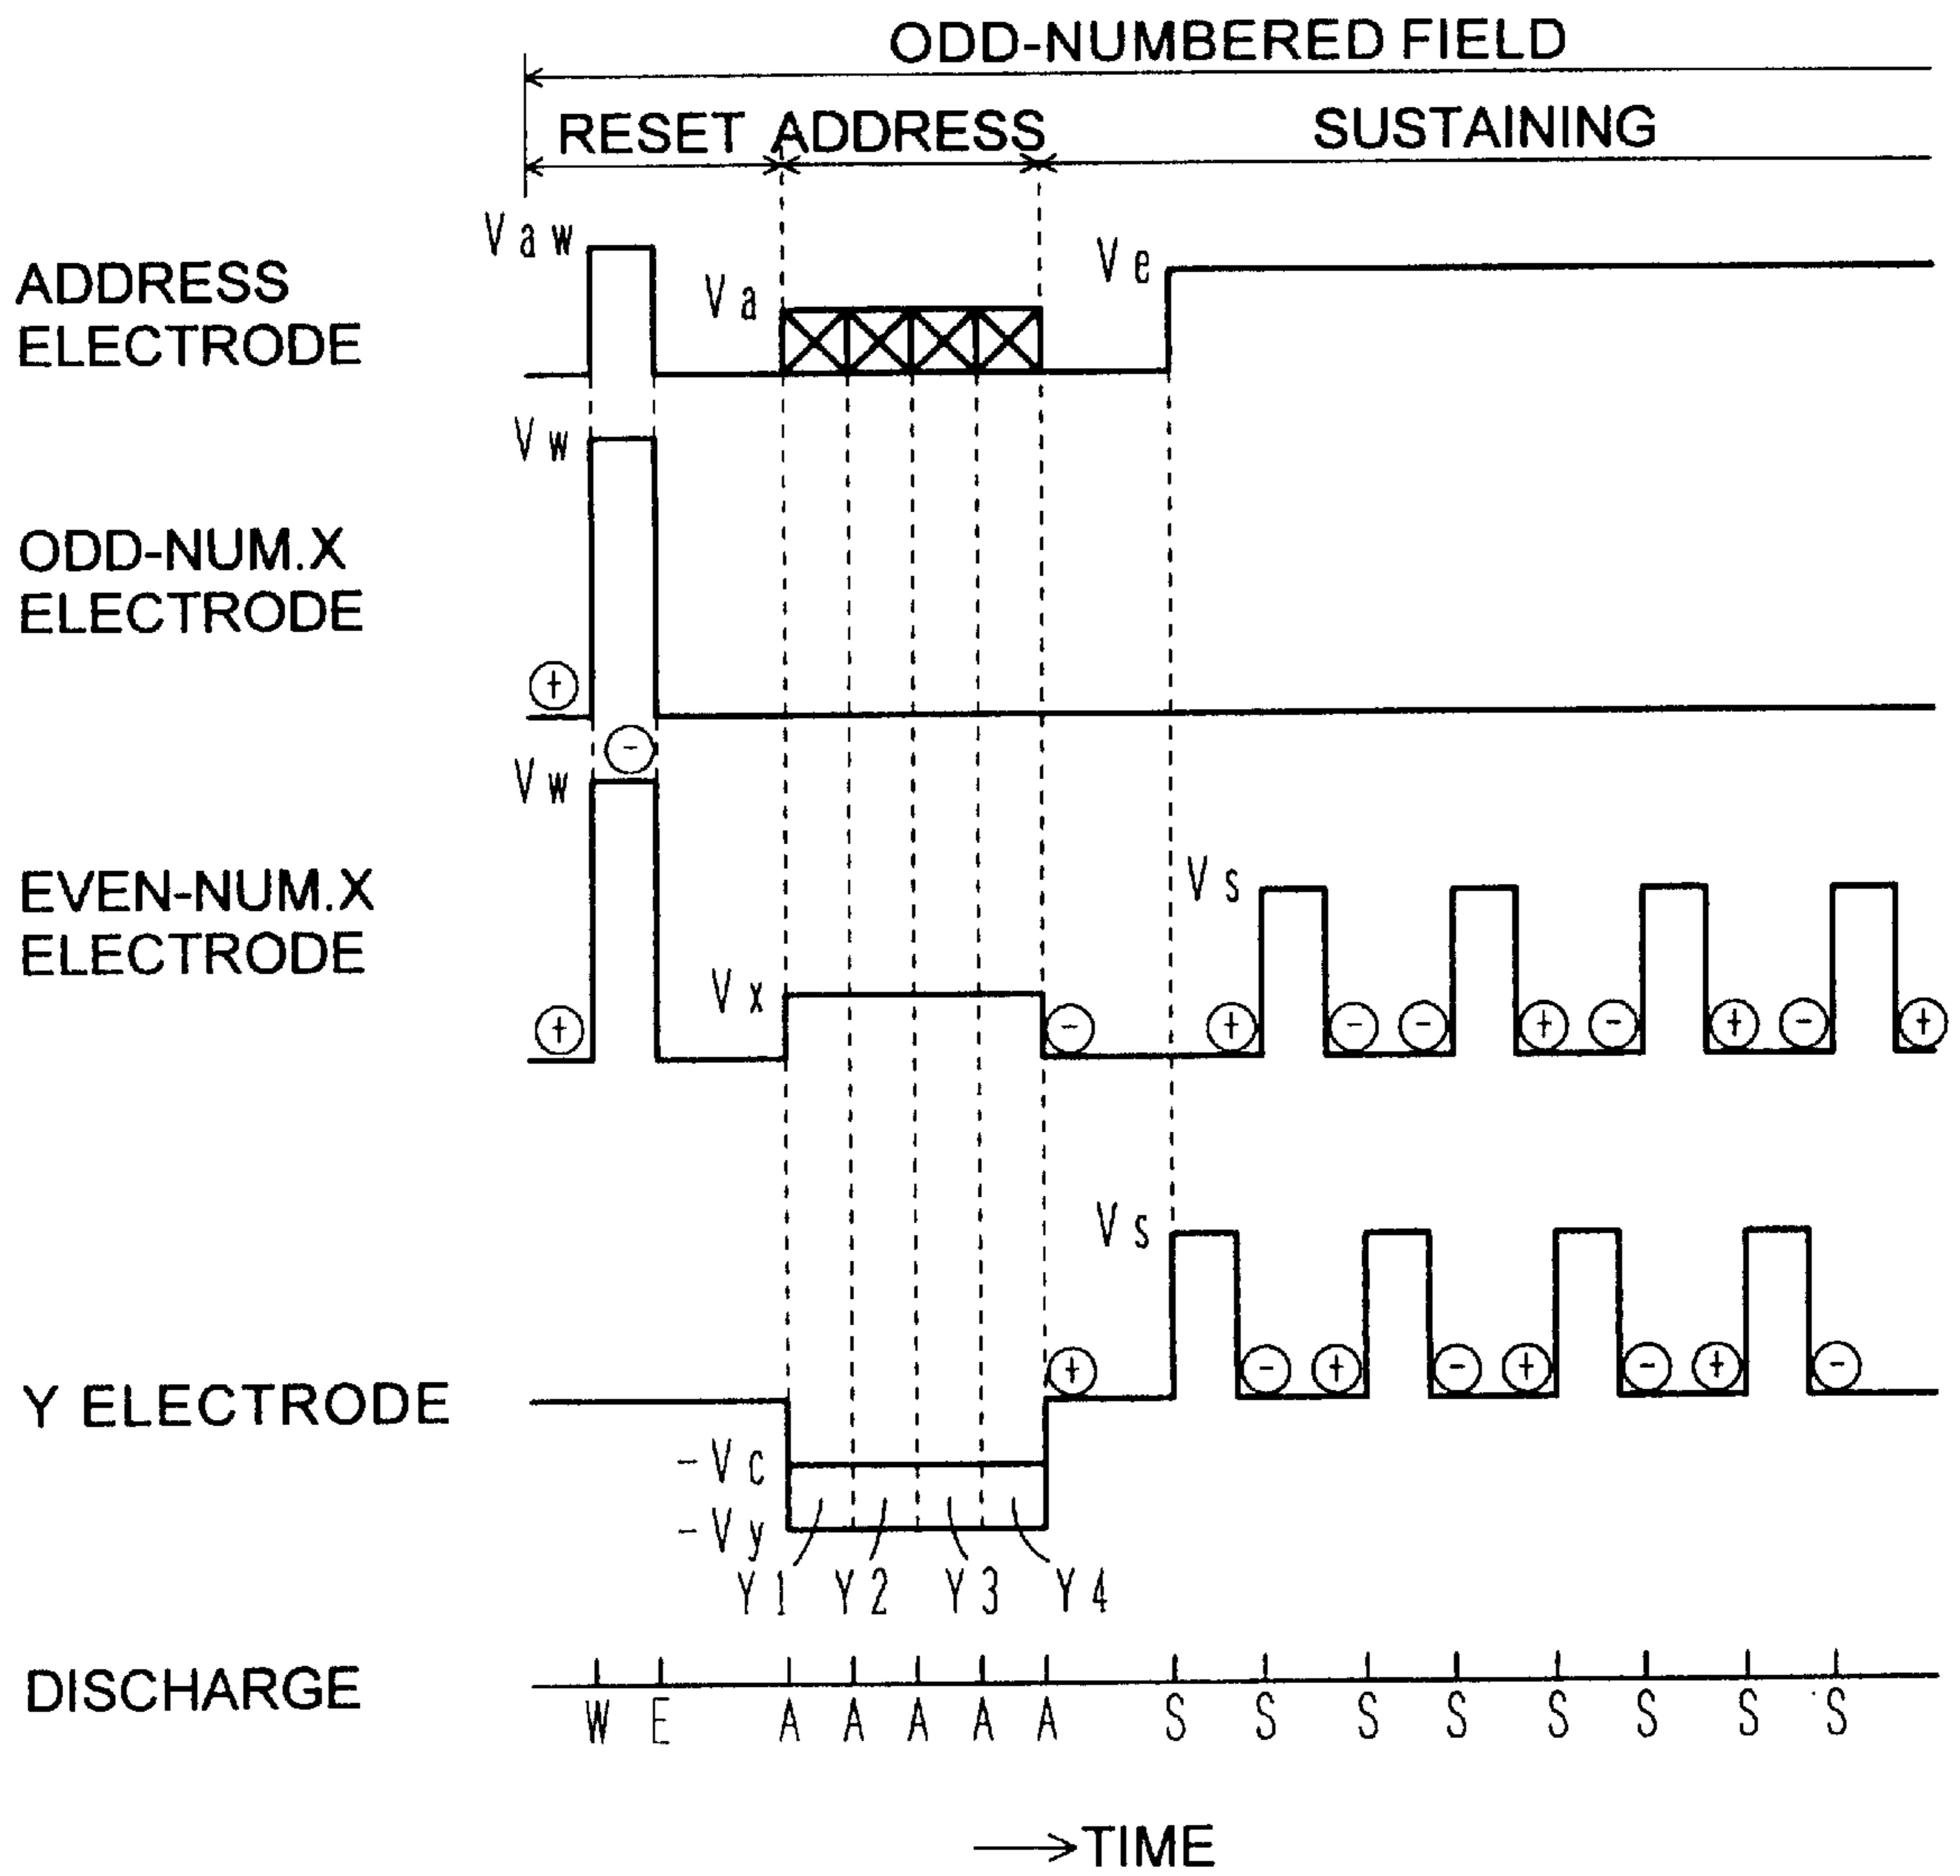 ODD-NUMBERED FIELD
RESET ADDRESS SUSTAINING
Vaw
Va
Ve
ADDRESS
ELECTRODE
Vw
ODD-NUM.X
ELECTRODE
+
-
Vw
EVEN-NUM.X
ELECTRODE
Vs
Vx
+ - + - - + - + - +
Vs
Y ELECTRODE
+ - + - + - + -
-Vc
-Vy
Y1 Y2 Y3 Y4
DISCHARGE
W E A A A A A S S S S S S S S
→TIME